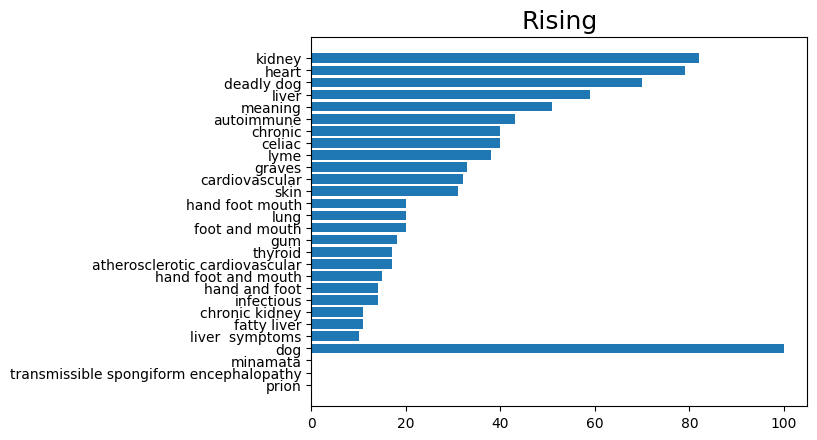 Rising
kidney
heart
deadly dog
liver
meaning
autoimmune
chronic
celiac
lyme
graves
cardiovascular
skin
hand foot mouth
lung
foot and mouth
gum
thyroid
atherosclerotic cardiovascular
hand foot and mouth
hand and foot
infectious
chronic kidney
fatty liver
liver  symptoms
dog
minamata
transmissible spongiform encephalopathy
prion
0 20 40 60 80 100